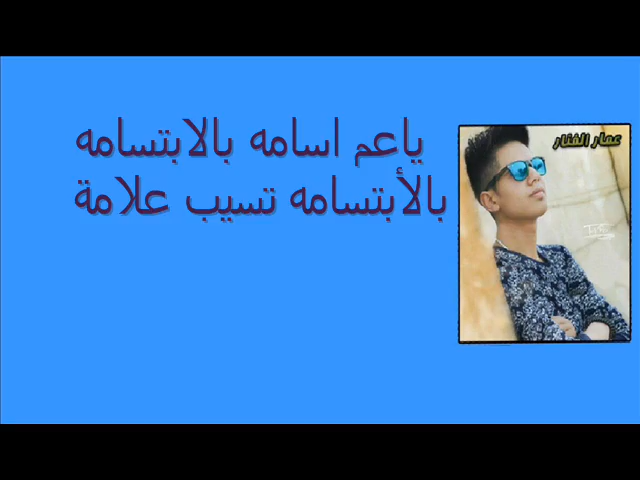 ياعم اسامه بالابتسامه
بالأبتسامه تسيب علامة
عمار الفنار